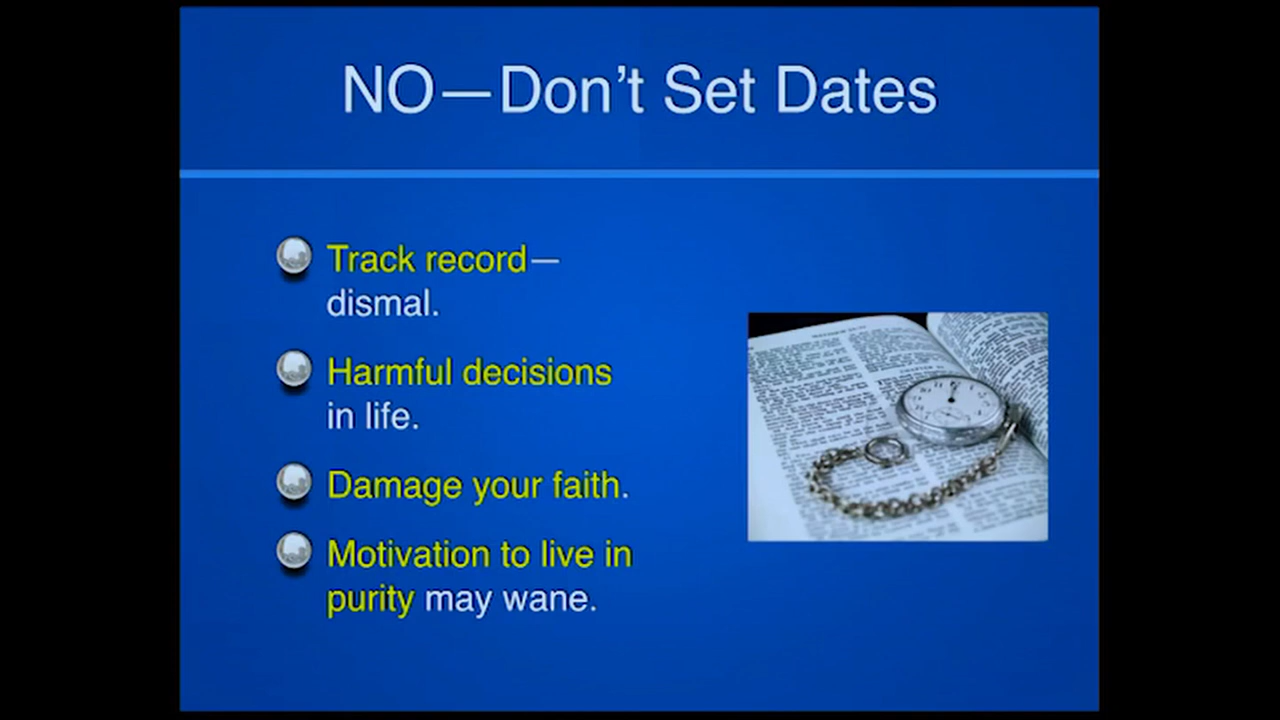 NO—Don’t Set Dates
Track record—
dismal.
Harmful decisions
in life.
Damage your faith.
Motivation to live in
purity may wane.